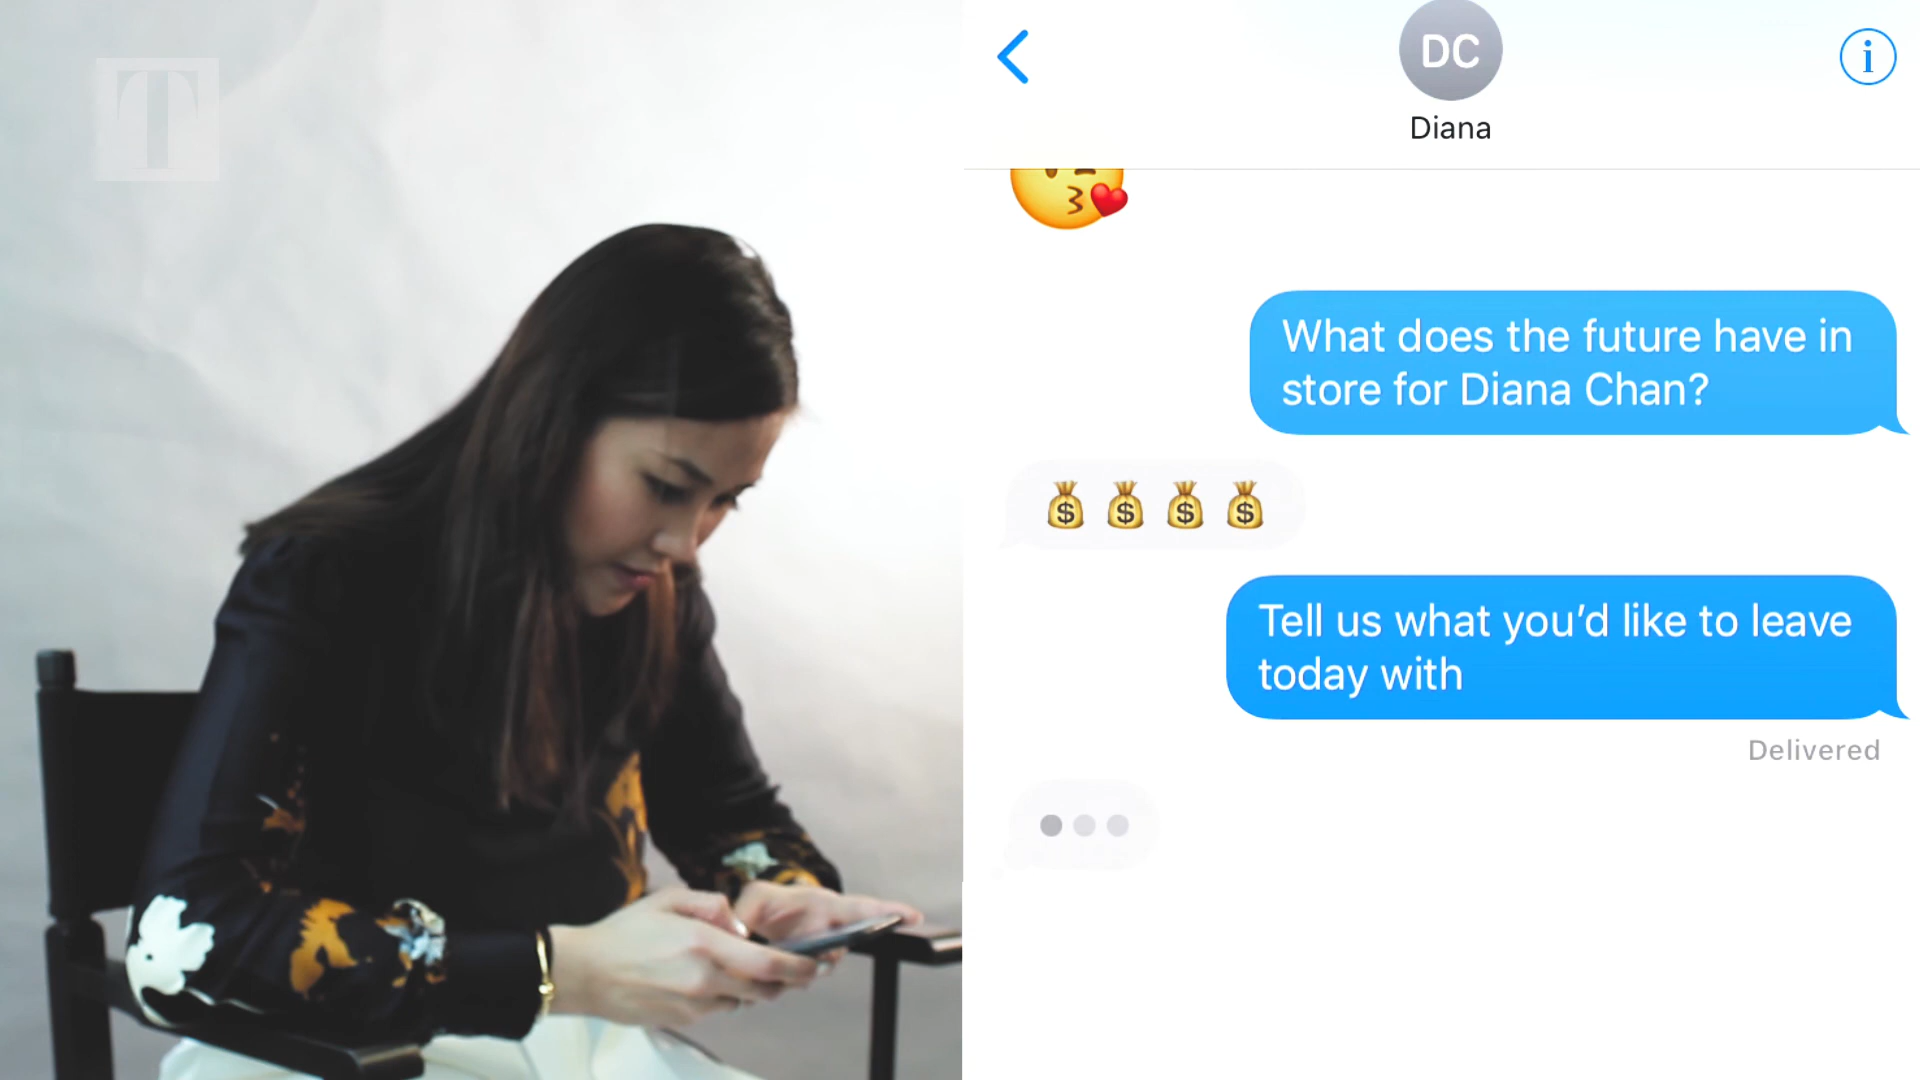 T
DC
i
Diana
What does the future have in
store for Diana Chan?
$ $ $ $
Tell us what you’d like to leave
today with
Delivered